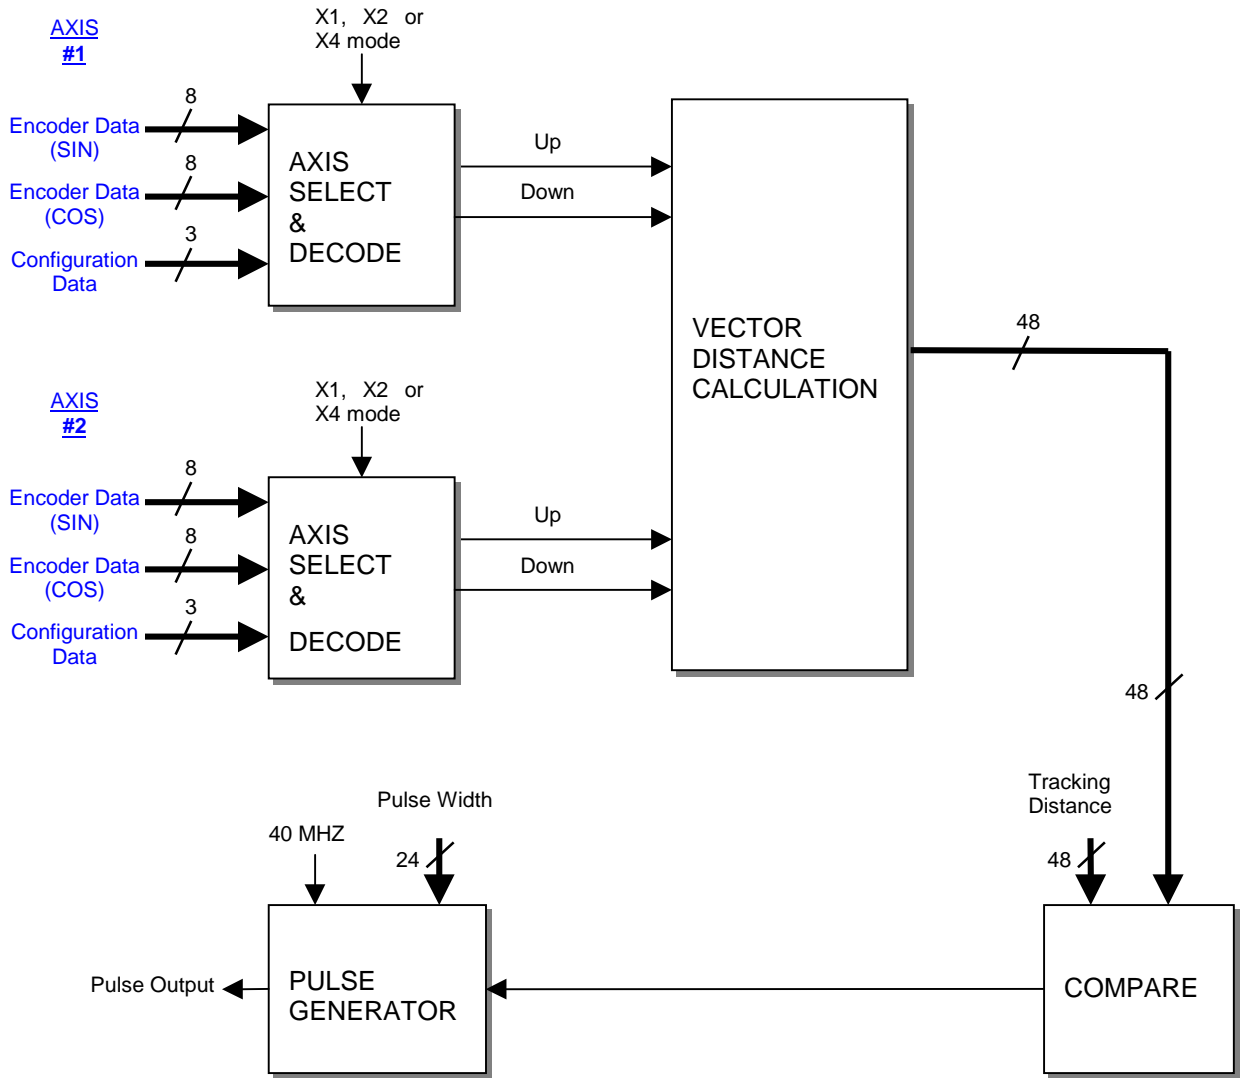 AXIS
#1
X1, X2 or
X4 mode
8
Encoder Data
(SIN)
8
Encoder Data
(COS)
3
Configuration
Data
AXIS
SELECT
&
DECODE
Up
Down
VECTOR
DISTANCE
CALCULATION
48
AXIS
#2
X1, X2 or
X4 mode
8
Encoder Data
(SIN)
8
Encoder Data
(COS)
3
Configuration
Data
AXIS
SELECT
&
DECODE
Up
Down
48
Tracking
Distance
48
Pulse Width
40 MHZ
24
Pulse Output
PULSE
GENERATOR
COMPARE